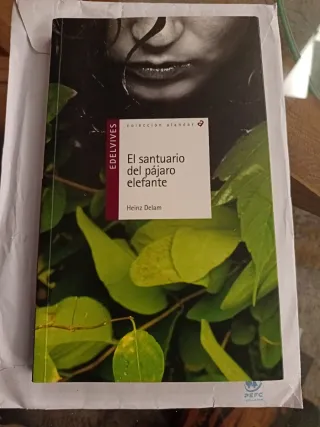 EDELVIVES
COLECCIÓN ALANDAR
El santuario
del pájaro
elefante
Heinz Delam
PEFC